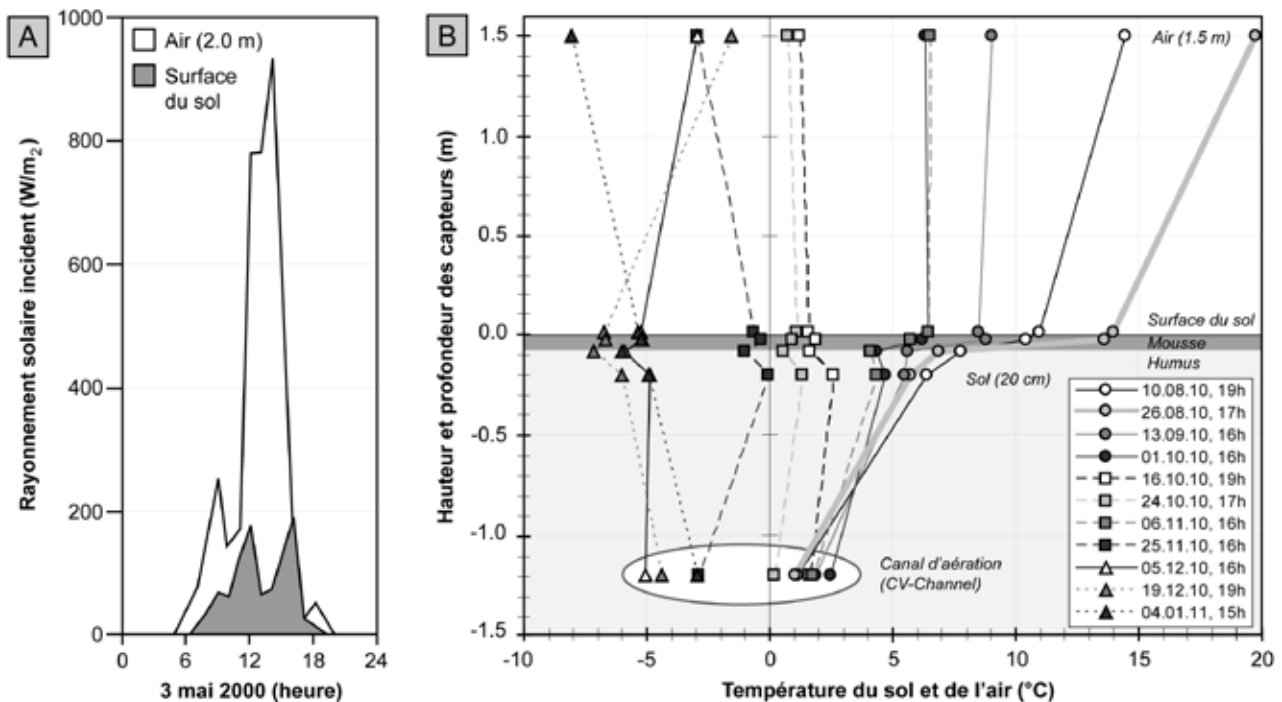 A
1000
800
600
400
200
0
Rayonnement solaire incident (W/m2)
Air (2.0 m)
Surface
du sol
0 6 12 18 24
3 mai 2000 (heure)
B
1.5
1.0
0.5
0.0
-0.5
-1.0
-1.5
Hauteur et profondeur des capteurs (m)
Air (1.5 m)
Surface du sol
Mousse
Humus
Sol (20 cm)
Canal d'aération
(CV-Channel)
10.08.10, 19h
26.08.10, 17h
13.09.10, 16h
01.10.10, 16h
16.10.10, 19h
24.10.10, 17h
06.11.10, 16h
25.11.10, 16h
05.12.10, 16h
19.12.10, 19h
04.01.11, 15h
-10 -5 0 5 10 15 20
Température du sol et de l'air (°C)